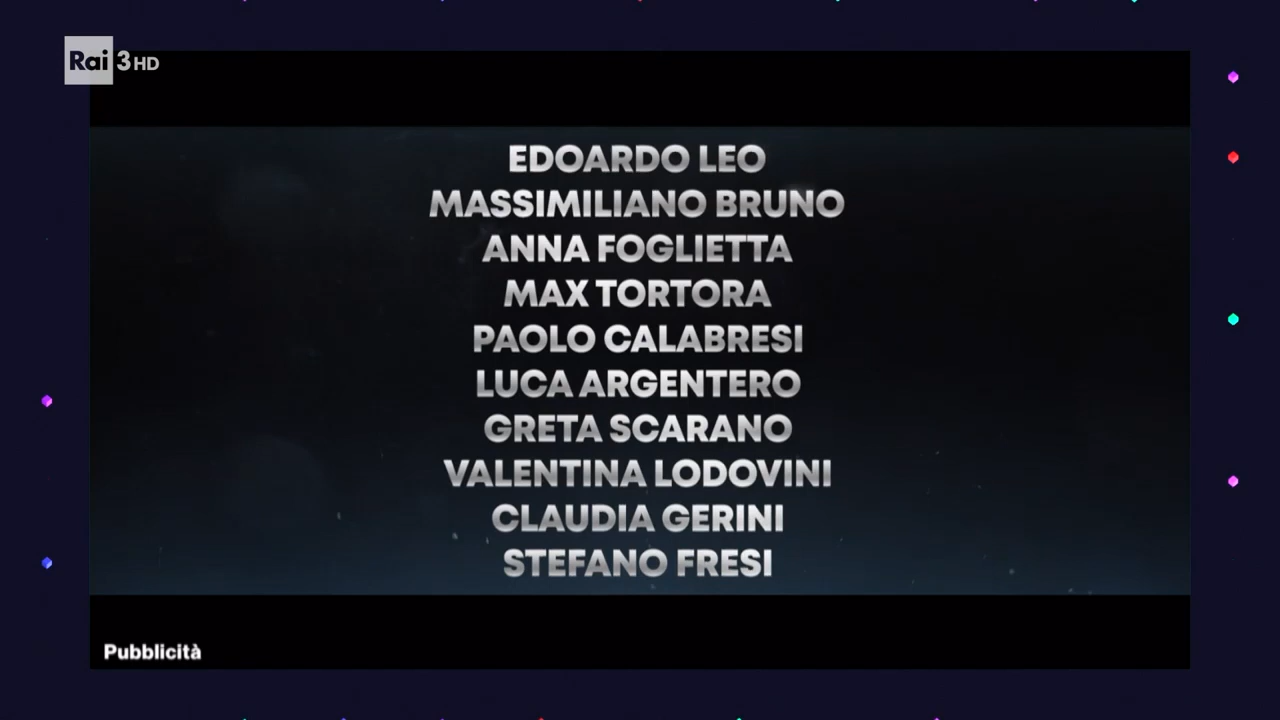 Rai 3 HD
EDOARDO LEO
MASSIMILIANO BRUNO
ANNA FOGLIETTA
MAX TORTORA
PAOLO CALABRESI
LUCA ARGENTERO
GRETA SCARANO
VALENTINA LODOVINI
CLAUDIA GERINI
STEFANO FRESI
Pubblicità